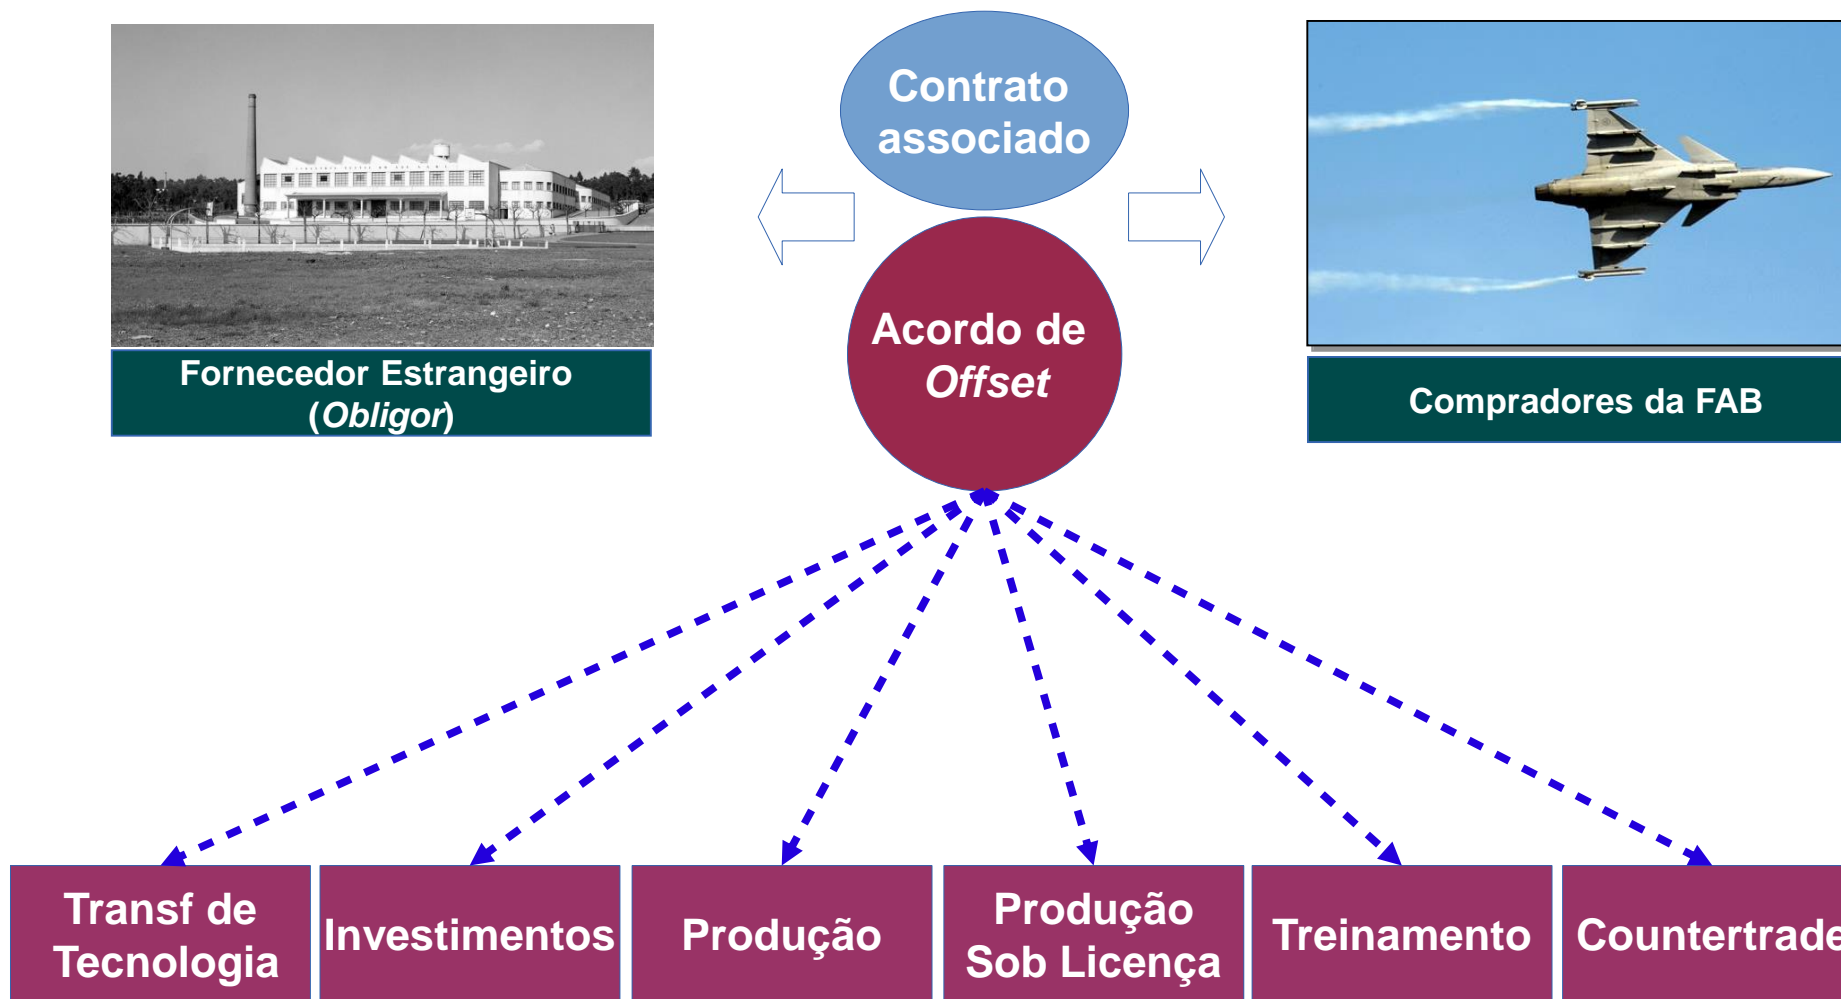 Contrato
associado
Acordo de
Offset
Fornecedor Estrangeiro
(Obligor)
Compradores da FAB
Transf de
Tecnologia
Investimentos
Produção
Produção
Sob Licença
Treinamento
Countertrade